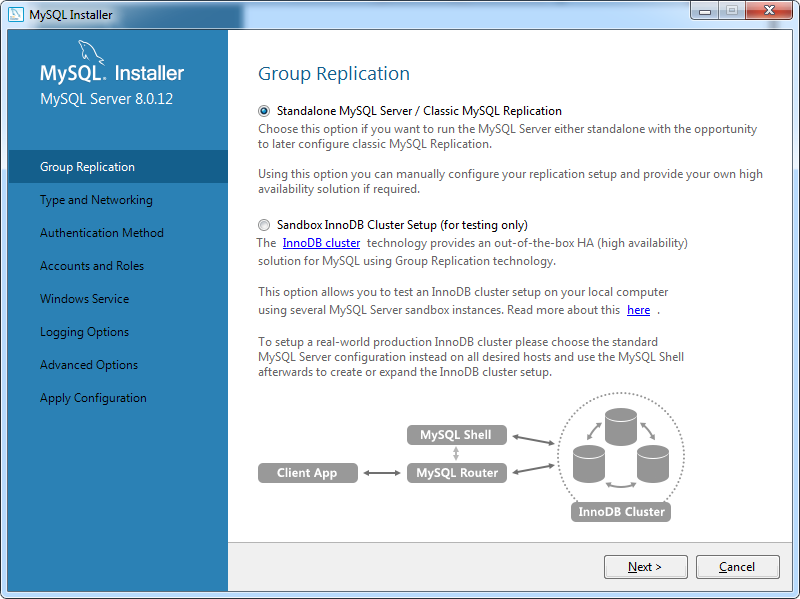 MySQL Installer
MySQL. Installer
MySQL Server 8.0.12
Group Replication
Type and Networking
Authentication Method
Accounts and Roles
Windows Service
Logging Options
Advanced Options
Apply Configuration
Group Replication
Standalone MySQL Server / Classic MySQL Replication
Choose this option if you want to run the MySQL Server either standalone with the opportunity
to later configure classic MySQL Replication.
Using this option you can manually configure your replication setup and provide your own high
availability solution if required.
Sandbox InnoDB Cluster Setup (for testing only)
The InnoDB cluster technology provides an out-of-the-box HA (high availability)
solution for MySQL using Group Replication technology.
This option allows you to test an InnoDB cluster setup on your local computer
using several MySQL Server sandbox instances. Read more about this here .
To setup a real-world production InnoDB cluster please choose the standard
MySQL Server configuration instead on all desired hosts and use the MySQL Shell
afterwards to create or expand the InnoDB cluster setup.
MySQL Shell
Client App
MySQL Router
InnoDB Cluster
Next >
Cancel